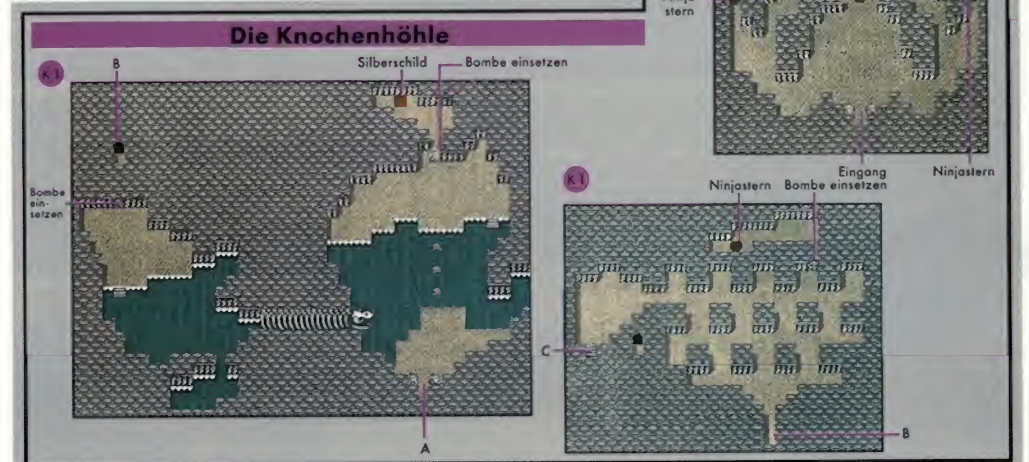 stern
Die Knochenhöhle
K1
B
Silberschild
Bombe einsetzen
Bombe
ein-
setzen
A
Eingang
Ninjastern
K1
Ninjastern
Bombe einsetzen
C
B